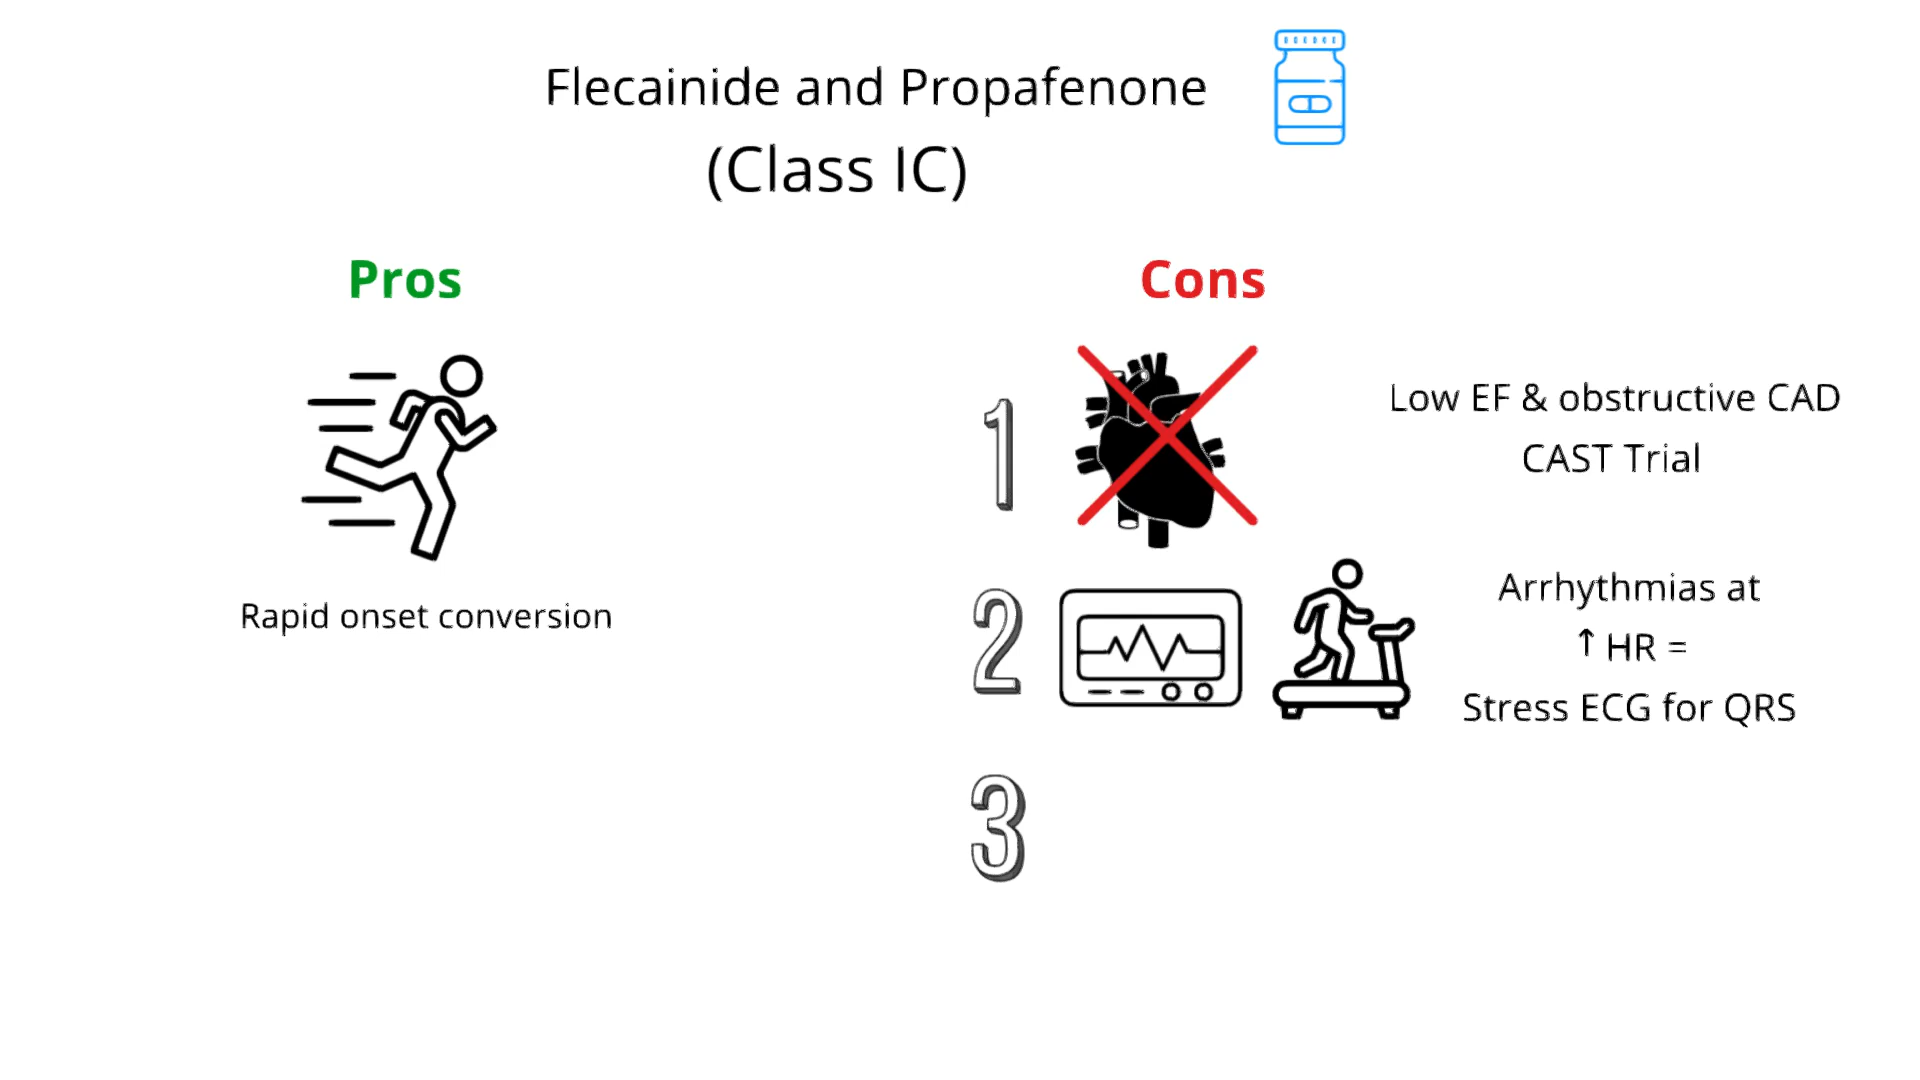 Flecainide and Propafenone
(Class IC)
Pros
Cons
Rapid onset conversion
1
Low EF & obstructive CAD
CAST Trial
2
Arrhythmias at
↑ HR =
Stress ECG for QRS
3